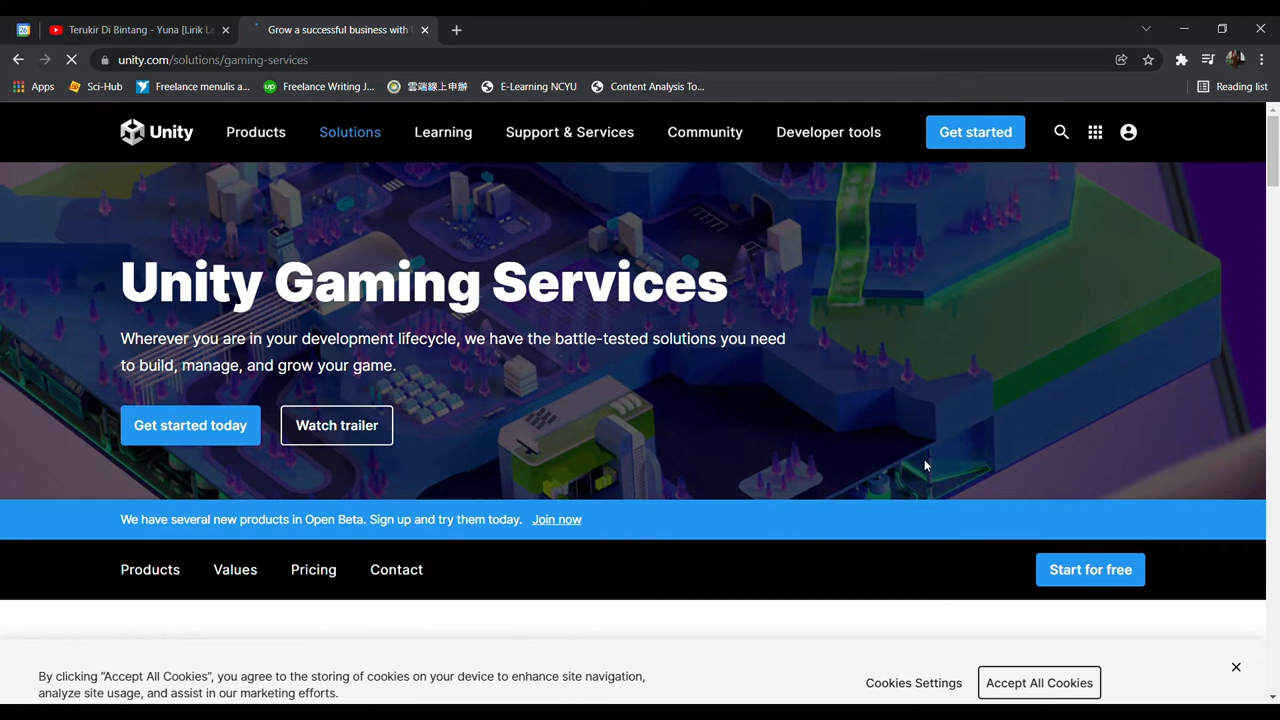 Terukir Di Bintang - Yuna [Lirik La
Grow a successful business with U
unity.com/solutions/gaming-services
Apps
Sci-Hub
Freelance menulis a...
Freelance Writing J...
雲端線上申辦
E-Learning NCYU
Content Analysis To...
Reading list
Unity
Products
Solutions
Learning
Support & Services
Community
Developer tools
Get started
Unity Gaming Services
Wherever you are in your development lifecycle, we have the battle-tested solutions you need
to build, manage, and grow your game.
Get started today
Watch trailer
We have several new products in Open Beta. Sign up and try them today. Join now
Products
Values
Pricing
Contact
Start for free
By clicking “Accept All Cookies”, you agree to the storing of cookies on your device to enhance site navigation,
analyze site usage, and assist in our marketing efforts.
Cookies Settings
Accept All Cookies